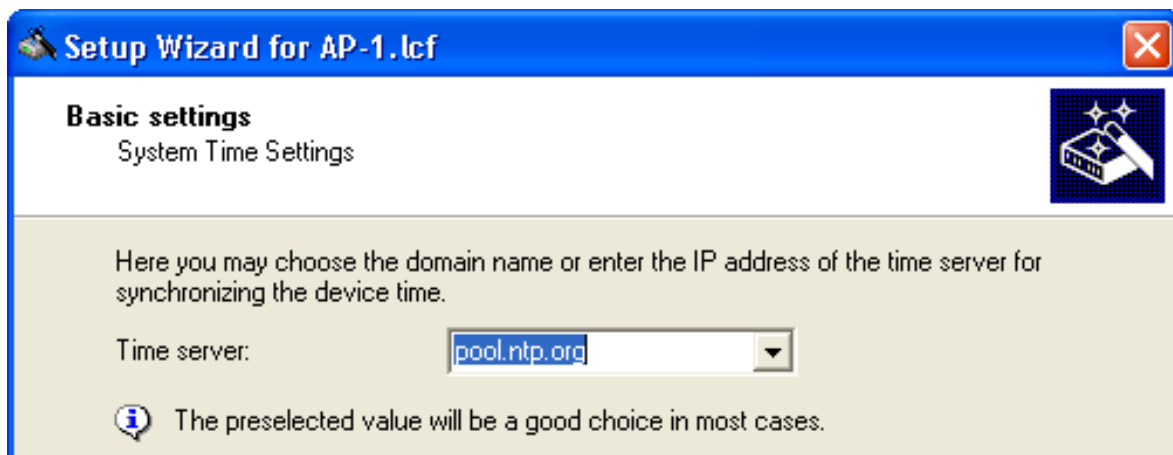 Setup Wizard for AP-1.lcf
Basic settings
System Time Settings
Here you may choose the domain name or enter the IP address of the time server for
synchronizing the device time.
Time server:
pool.ntp.org
The preselected value will be a good choice in most cases.